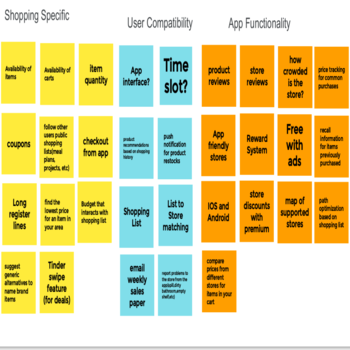 Shopping Specific
User Compatibility
App Functionality
Availability of
items
Availability of
carts
item
quantity
App
interface?
Time
slot?
product
reviews
store
reviews
how
crowded
is the
store?
price tracking
for common
purchases
coupons
follow other
users public
shopping
lists(meal
plans,
projects, etc)
checkout
from app
product
recommendations
based on shopping
history
push
notification
for product
restocks
App
friendly
stores
Reward
System
Free
with
ads
recall
information
for items
previously
purchased
Long
register
lines
find the
lowest price
for an item in
your area
Budget that
interacts with
shopping list
Shopping
List
List to
Store
matching
IOS and
Android
store
discounts
with
premium
map of
supported
stores
path
optimization
based on
shopping list
suggest
generic
alternatives to
name brand
items
Tinder
swipe
feature
(for deals)
email
weekly
sales
paper
report problems to
the store from the
compare
prices from
different
stores for
items in your
cart